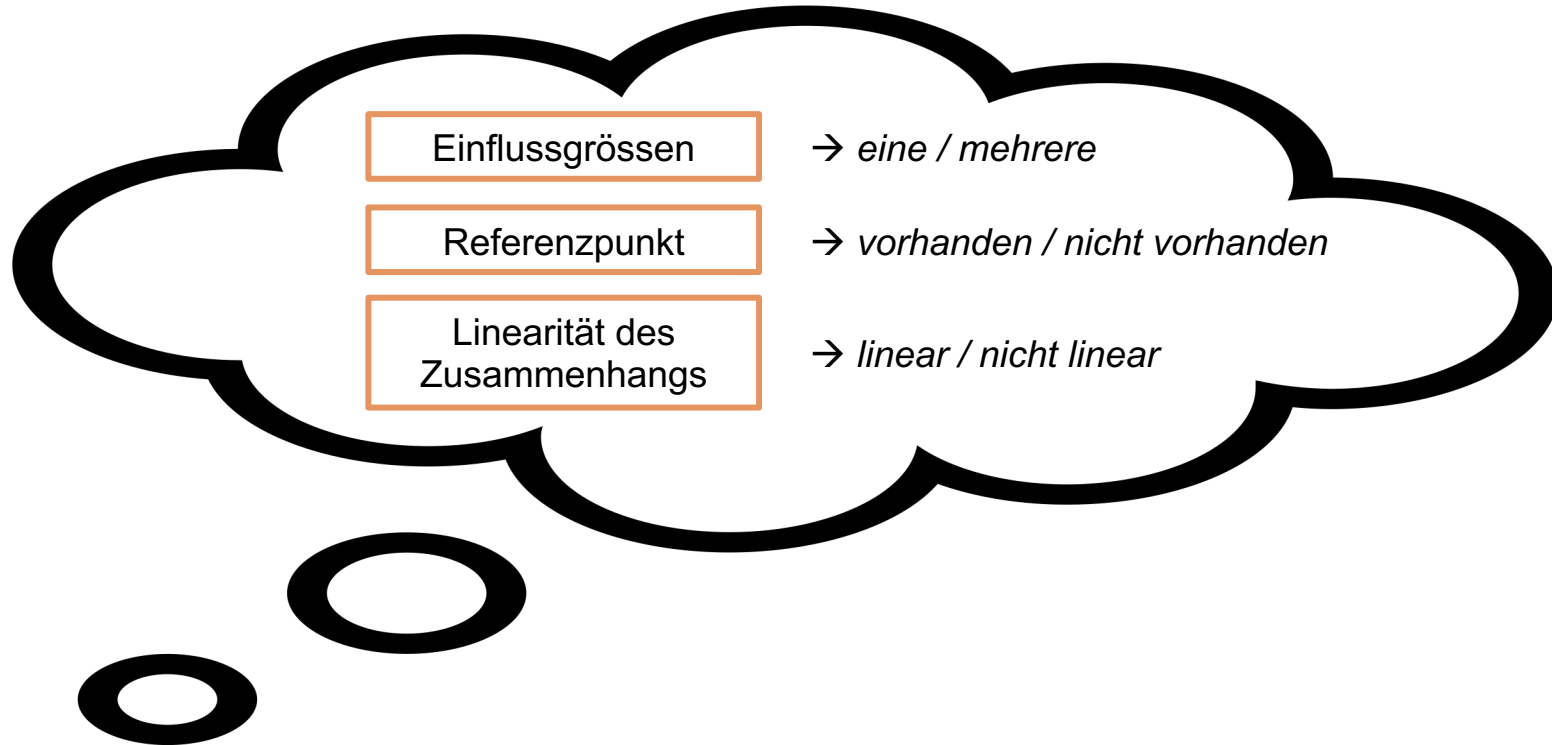 Einflussgrössen → eine / mehrere
Referenzpunkt → vorhanden / nicht vorhanden
Linearität des
Zusammenhangs → linear / nicht linear